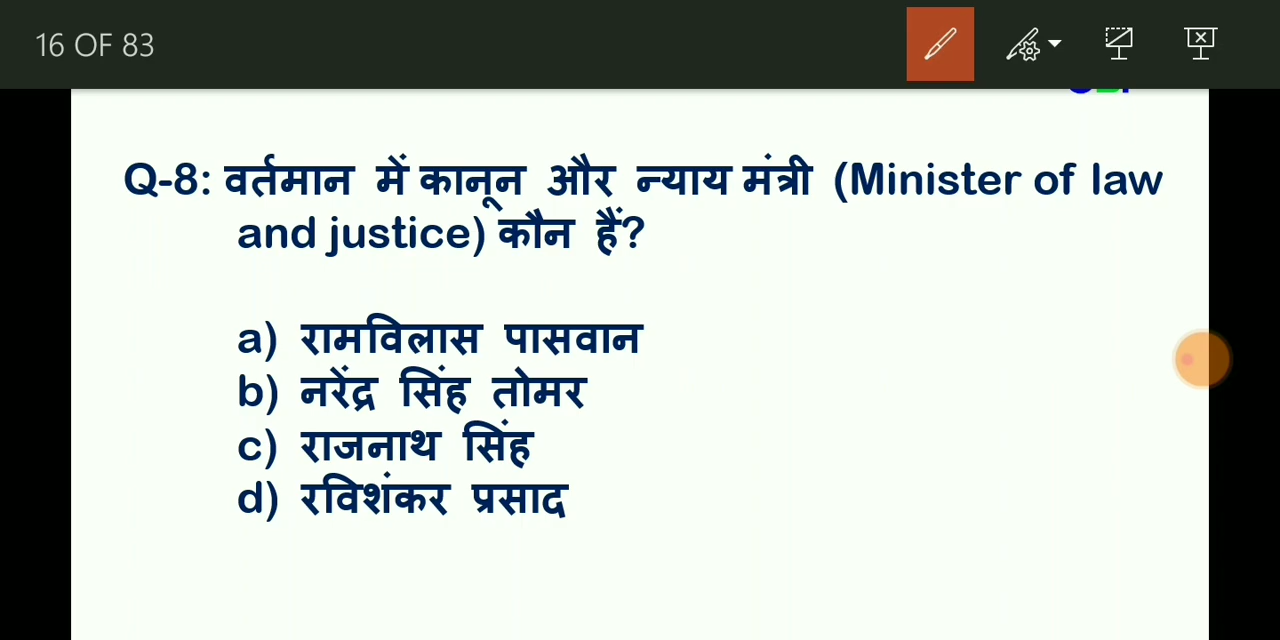 16 OF 83
Q-8: वर्तमान में कानून और न्याय मंत्री (Minister of law
and justice) कौन हैं?
a) रामविलास पासवान
b) नरेंद्र सिंह तोमर
c) राजनाथ सिंह
d) रविशंकर प्रसाद